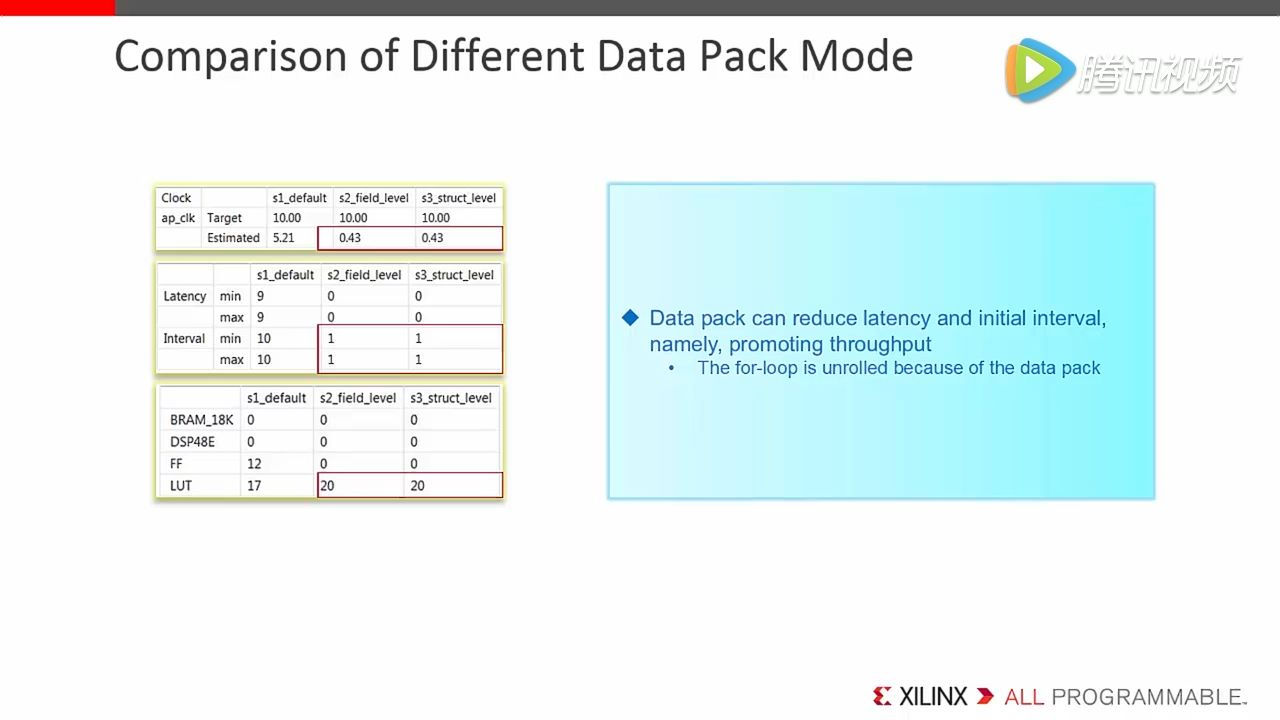 Comparison of Different Data Pack Mode
腾讯视频
Clock s1_default s2_field_level s3_struct_level
ap_clk Target 10.00 10.00 10.00
Estimated 5.21 0.43 0.43
s1_default s2_field_level s3_struct_level
Latency min 9 0 0
max 9 0 0
Interval min 10 1 1
max 10 1 1
s1_default s2_field_level s3_struct_level
BRAM_18K 0 0 0
DSP48E 0 0 0
FF 12 0 0
LUT 17 20 20
◆ Data pack can reduce latency and initial interval,
namely, promoting throughput
• The for-loop is unrolled because of the data pack
XILINX ALL PROGRAMMABLE™